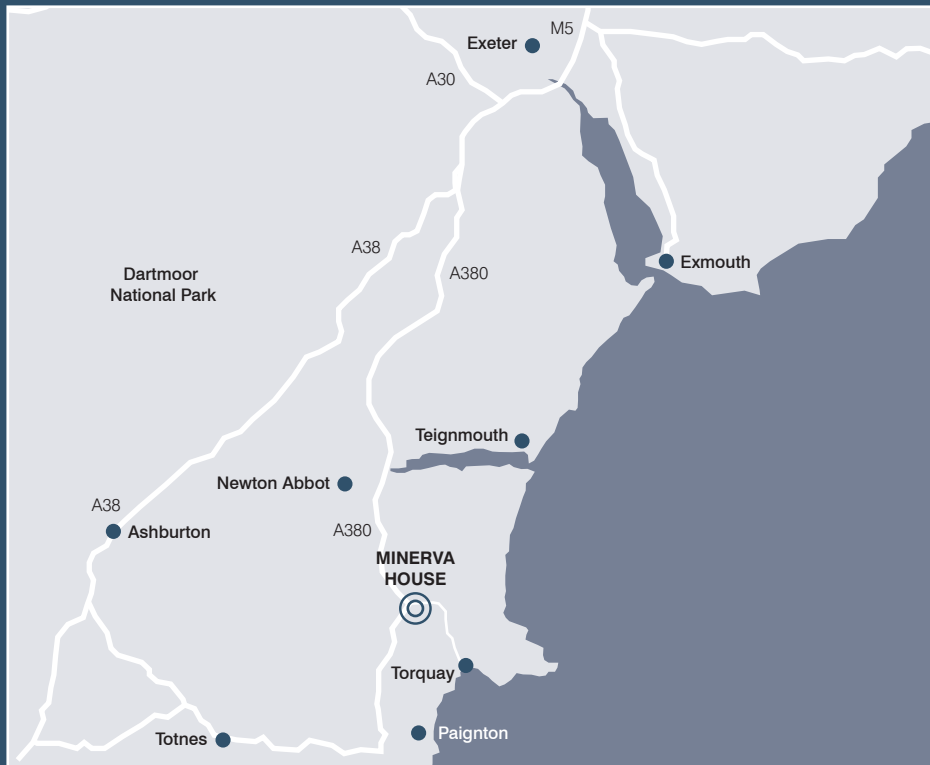 M5
Exeter
A30
A38
Dartmoor
National Park
A380
Exmouth
Teignmouth
Newton Abbot
A38
Ashburton
A380
MINERVA
HOUSE
Torquay
Totnes
Paignton